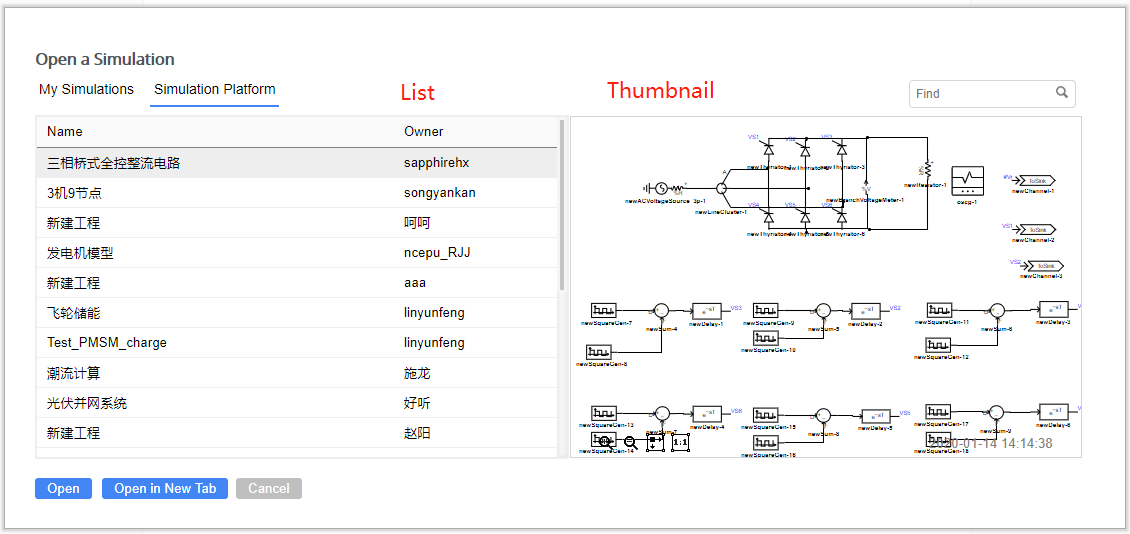 Open a Simulation
My Simulations Simulation Platform List Thumbnail Find
Name Owner
三相桥式全控整流电路 sapphirehx
3机9节点 songyankan
新建工程 呵呵
发电机模型 ncepu_RJJ
新建工程 aaa
飞轮储能 linyunfeng
Test_PMSM_charge linyunfeng
潮流计算 施龙
光伏并网系统 好听
新建工程 赵阳
Open Open in New Tab Cancel
VS1 VS2 VS3
newThyristor-1 newThyristor-2 newThyristor-3
A
newACVoltageSource_3p-1 newLineCluster-1 newResistor-1 oscg-1
VS4 VS5 VS6
newBranchVoltageMeter-1
newThyristor-4 newThyristor-5 newThyristor-6
#Vr IoSink
newChannel-1
VS1 IoSink
newChannel-2
VS2 IoSink
newChannel-3
VS3 VS2
newSquareGen-7 newSum-4 newDelay-1 newSquareGen-9 newSum-5 newDelay-2 newSquareGen-11 newSum-6 newDelay-3
newSquareGen-8 newSquareGen-10 newSquareGen-12
VS6 VS5
newSquareGen-13 newSum-7 newDelay-4 newSquareGen-15 newSum-8 newDelay-5 newSquareGen-17 newSum-9 newDelay-6
1:1
newSquareGen-14 newSquareGen-16 newSquareGen-18
2020-01-14 14:14:38